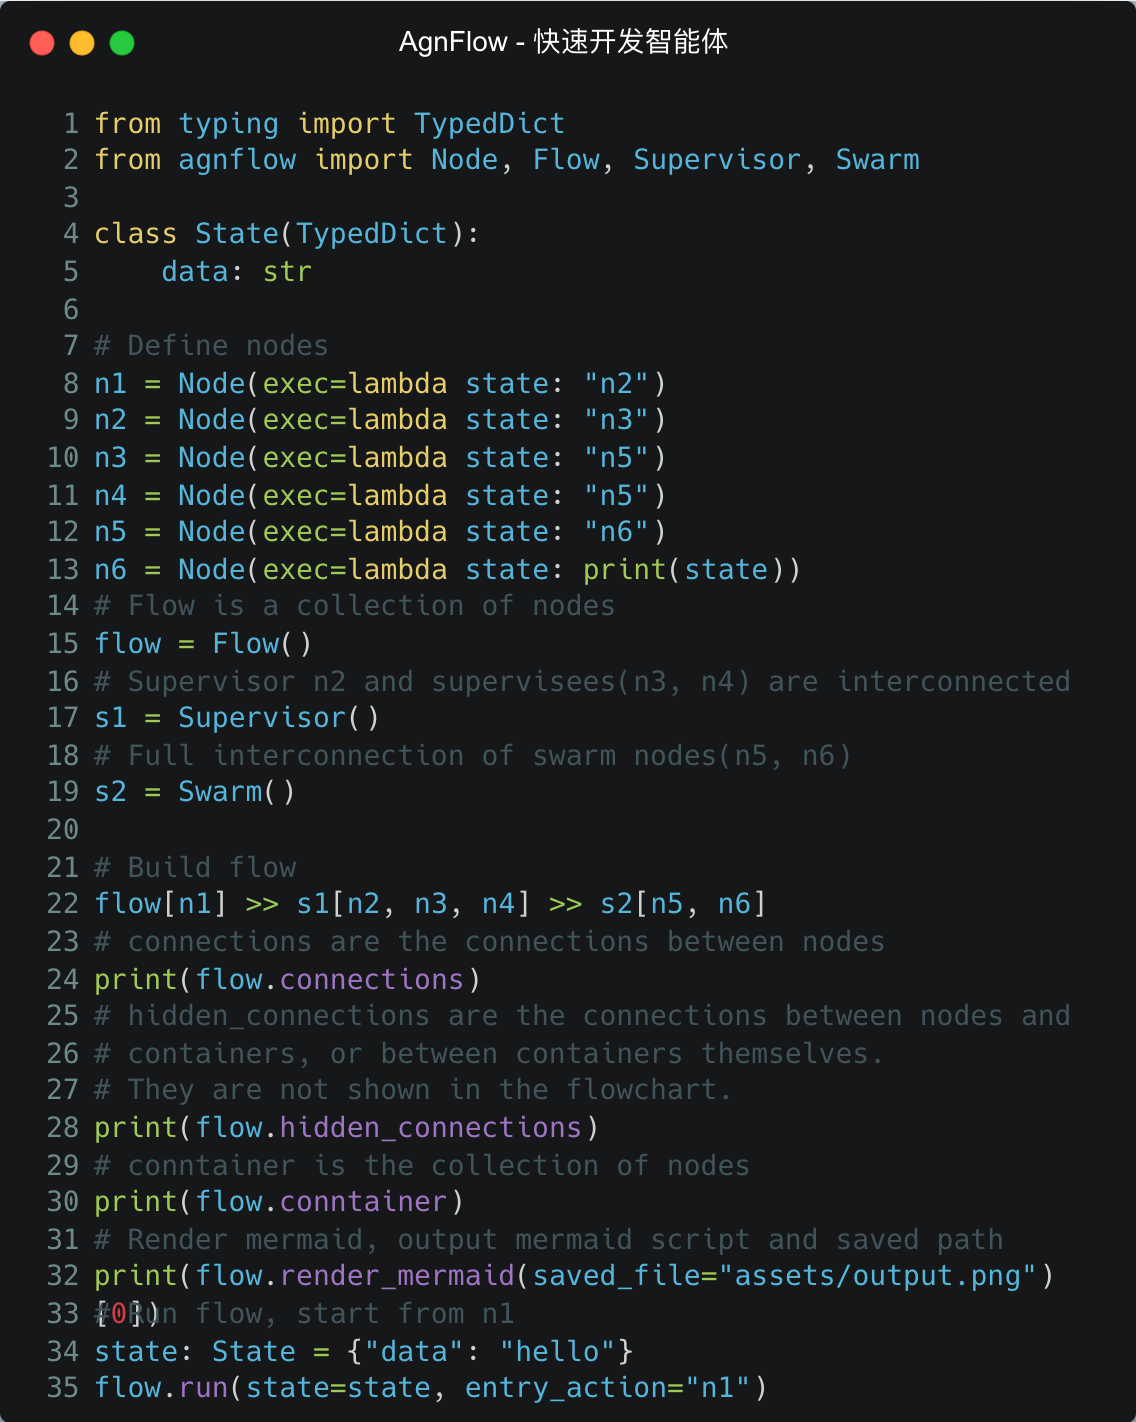 AgnFlow - 快速开发智能体
1 from typing import TypedDict
2 from agnflow import Node, Flow, Supervisor, Swarm
3
4 class State(TypedDict):
5     data: str
6
7 # Define nodes
8 n1 = Node(exec=lambda state: "n2")
9 n2 = Node(exec=lambda state: "n3")
10 n3 = Node(exec=lambda state: "n5")
11 n4 = Node(exec=lambda state: "n5")
12 n5 = Node(exec=lambda state: "n6")
13 n6 = Node(exec=lambda state: print(state))
14 # Flow is a collection of nodes
15 flow = Flow()
16 # Supervisor n2 and supervisees(n3, n4) are interconnected
17 s1 = Supervisor()
18 # Full interconnection of swarm nodes(n5, n6)
19 s2 = Swarm()
20
21 # Build flow
22 flow[n1] >> s1[n2, n3, n4] >> s2[n5, n6]
23 # connections are the connections between nodes
24 print(flow.connections)
25 # hidden_connections are the connections between nodes and
26 # containers, or between containers themselves.
27 # They are not shown in the flowchart.
28 print(flow.hidden_connections)
29 # conntainer is the collection of nodes
30 print(flow.conntainer)
31 # Render mermaid, output mermaid script and saved path
32 print(flow.render_mermaid(saved_file="assets/output.png")
[0])
33 # Run flow, start from n1
34 state: State = {"data": "hello"}
35 flow.run(state=state, entry_action="n1")